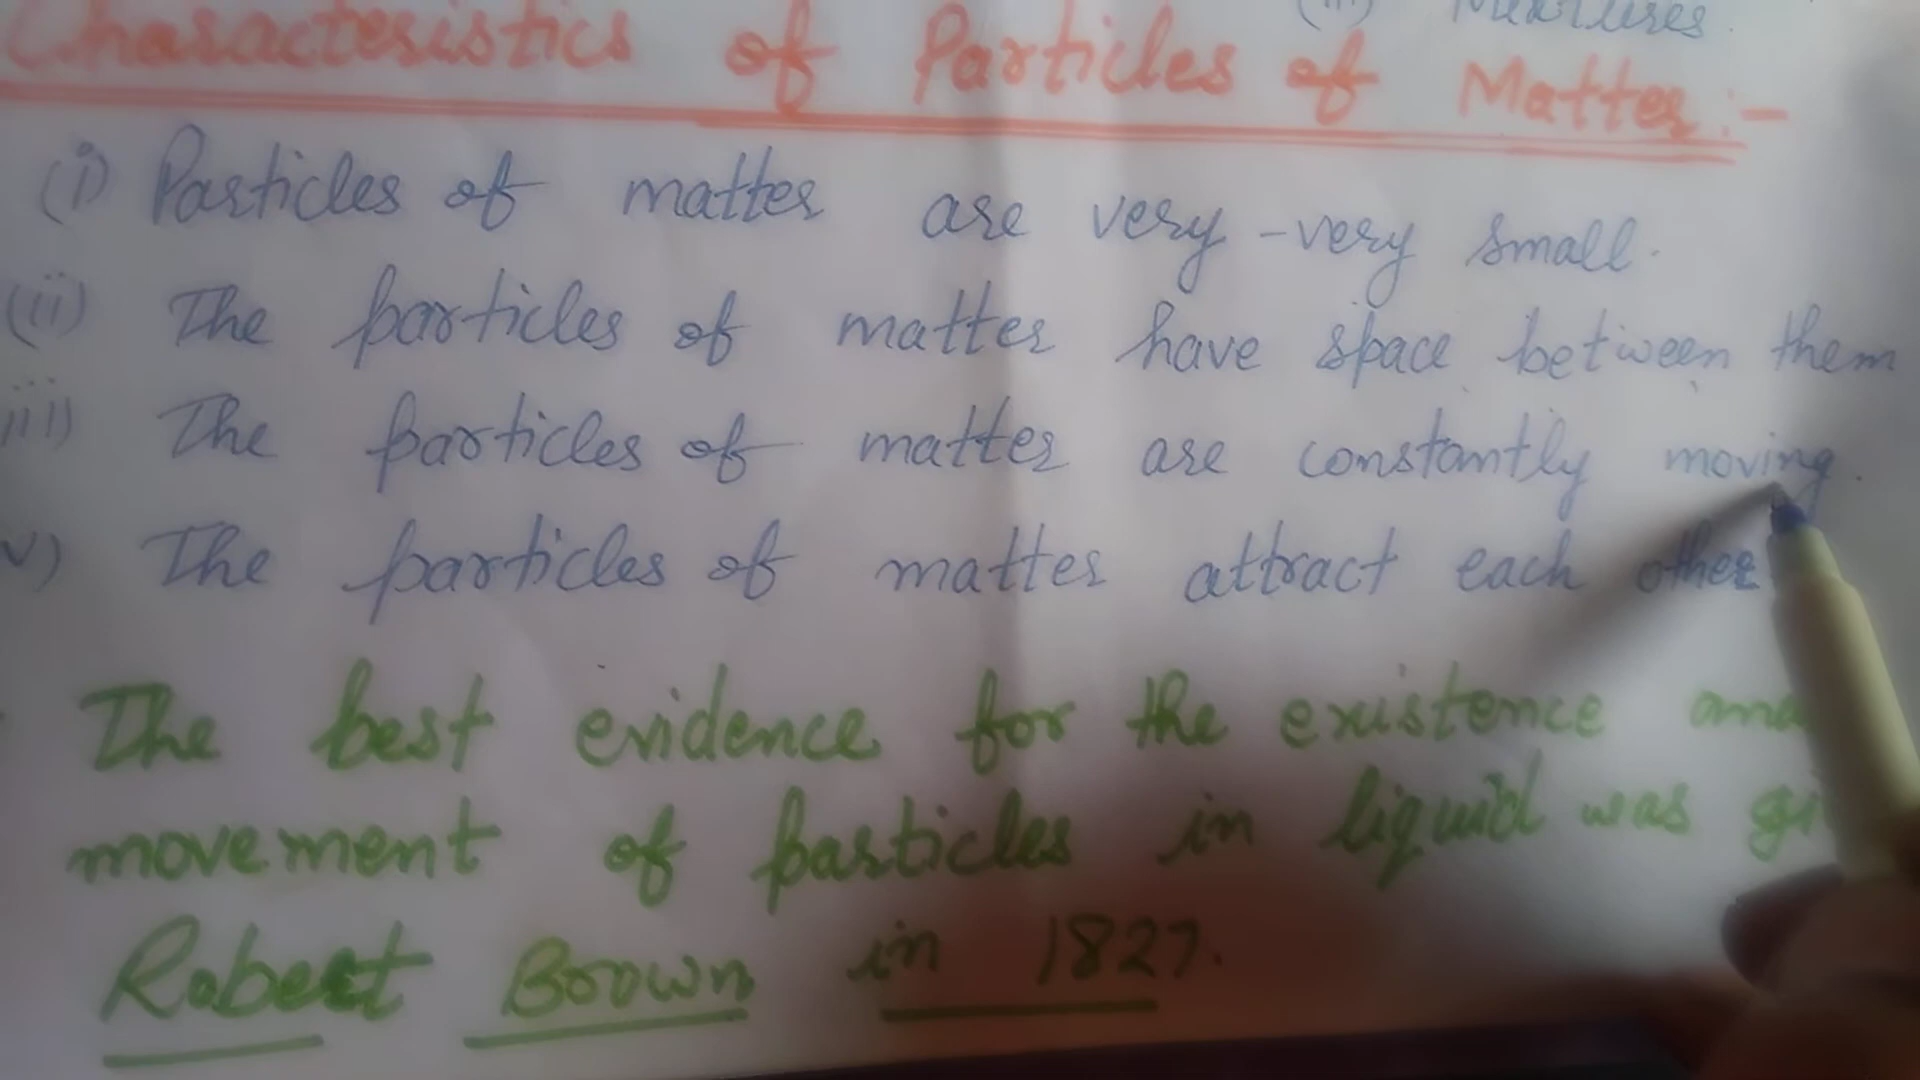 (iii) Mixtures.
Characteristics of Particles of Matter:-
(i) Particles of matter are very-very small.
(ii) The particles of matter have space between them
iii) The particles of matter are constantly moving.
v) The particles of matter attract each other
The best evidence for the existence and
movement of particles in liquid was gi
Robert Brown in 1827.